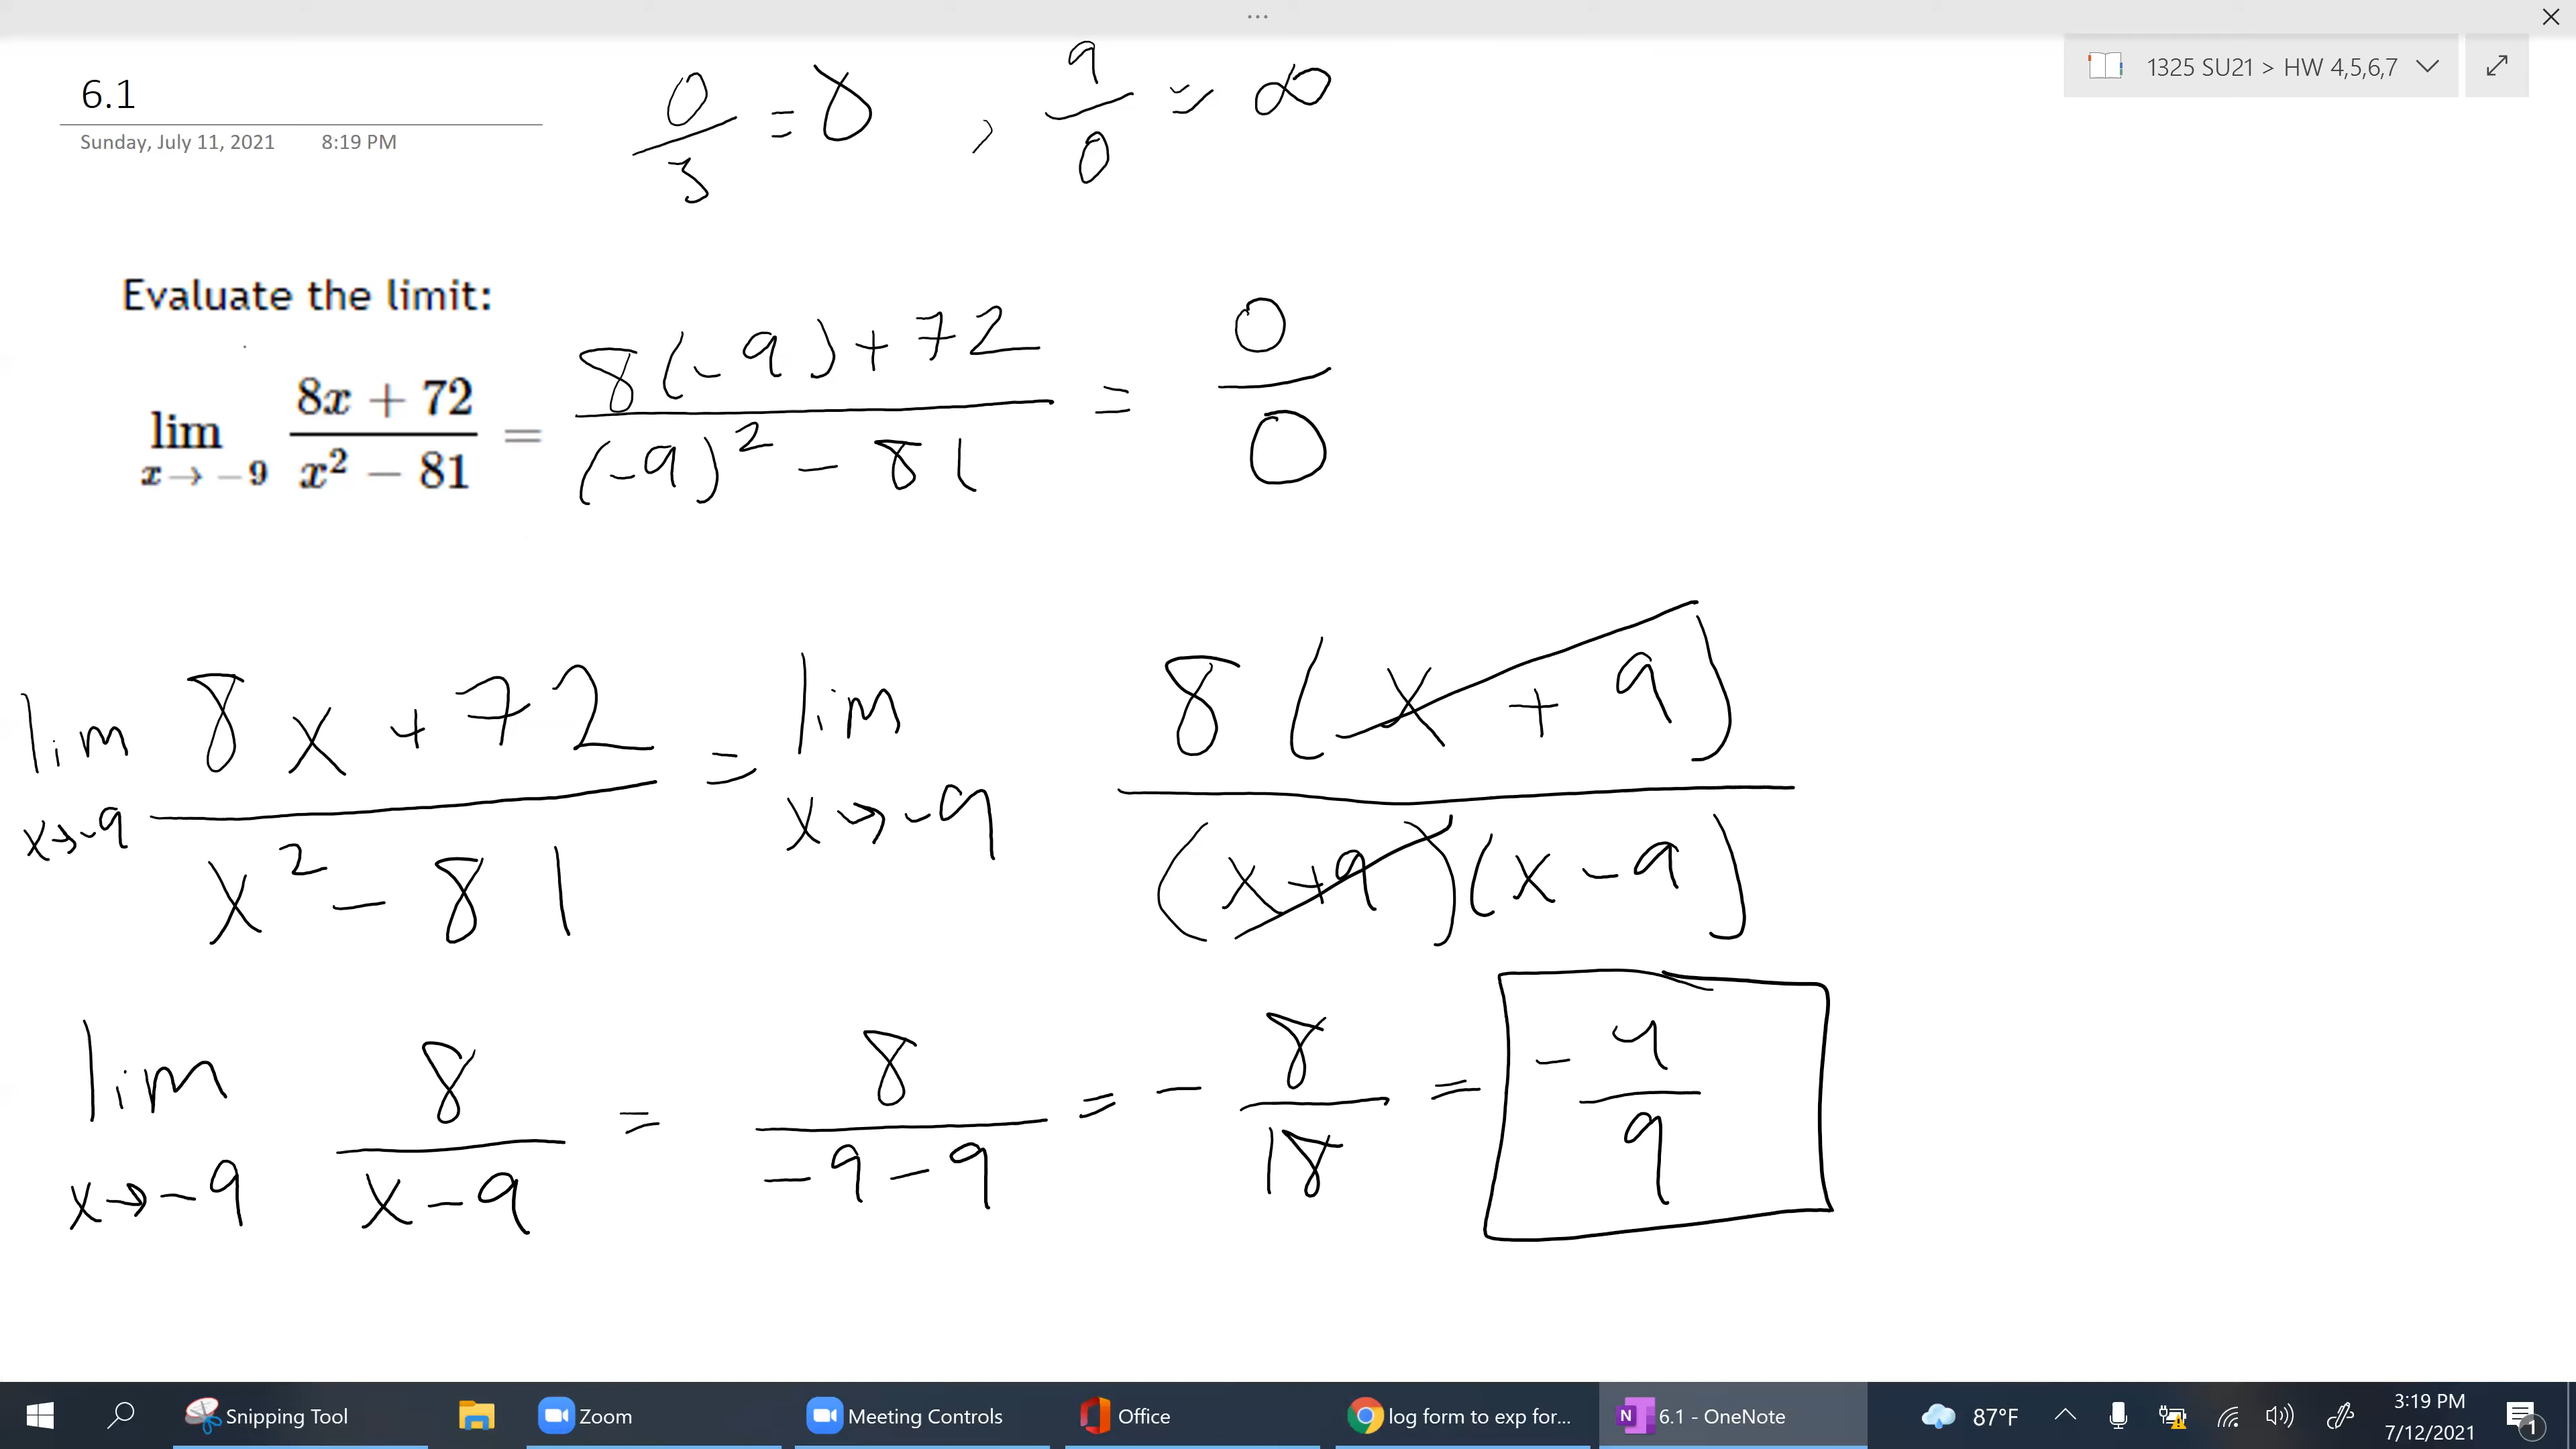 ...
1325 SU21 > HW 4,5,6,7
6.1
Sunday, July 11, 2021 8:19 PM
0/3 = 0 , 9/0 ≈ ∞
Evaluate the limit:
lim x→−9 (8x + 72)/(x² − 81) = (8(-9)+72)/((-9)² - 81) = 0/0
lim x→-9 (8x+72)/(x² - 81) = lim x→-9 (8(x+9))/((x+9)(x-9))
lim x→-9 8/(x-9) = 8/(-9-9) = - 8/18 = - 4/9
Snipping Tool
Zoom
Meeting Controls
Office
log form to exp for...
6.1 - OneNote
87°F
3:19 PM
7/12/2021
1